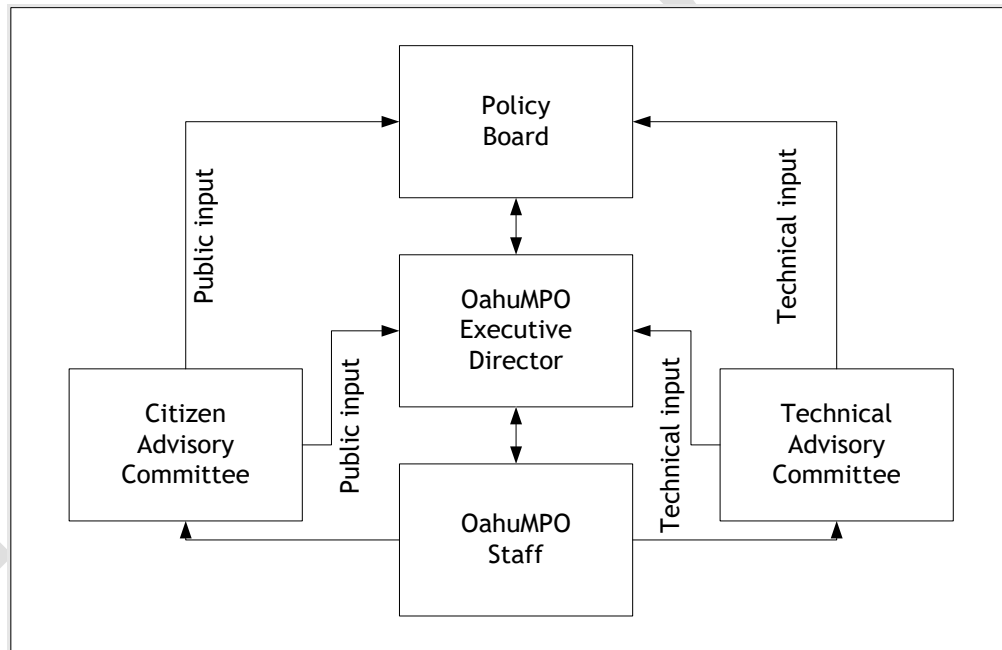 Policy
Board
Public input
Technical input
OahuMPO
Executive
Director
Citizen
Advisory
Committee
Public input
Technical input
Technical
Advisory
Committee
OahuMPO
Staff